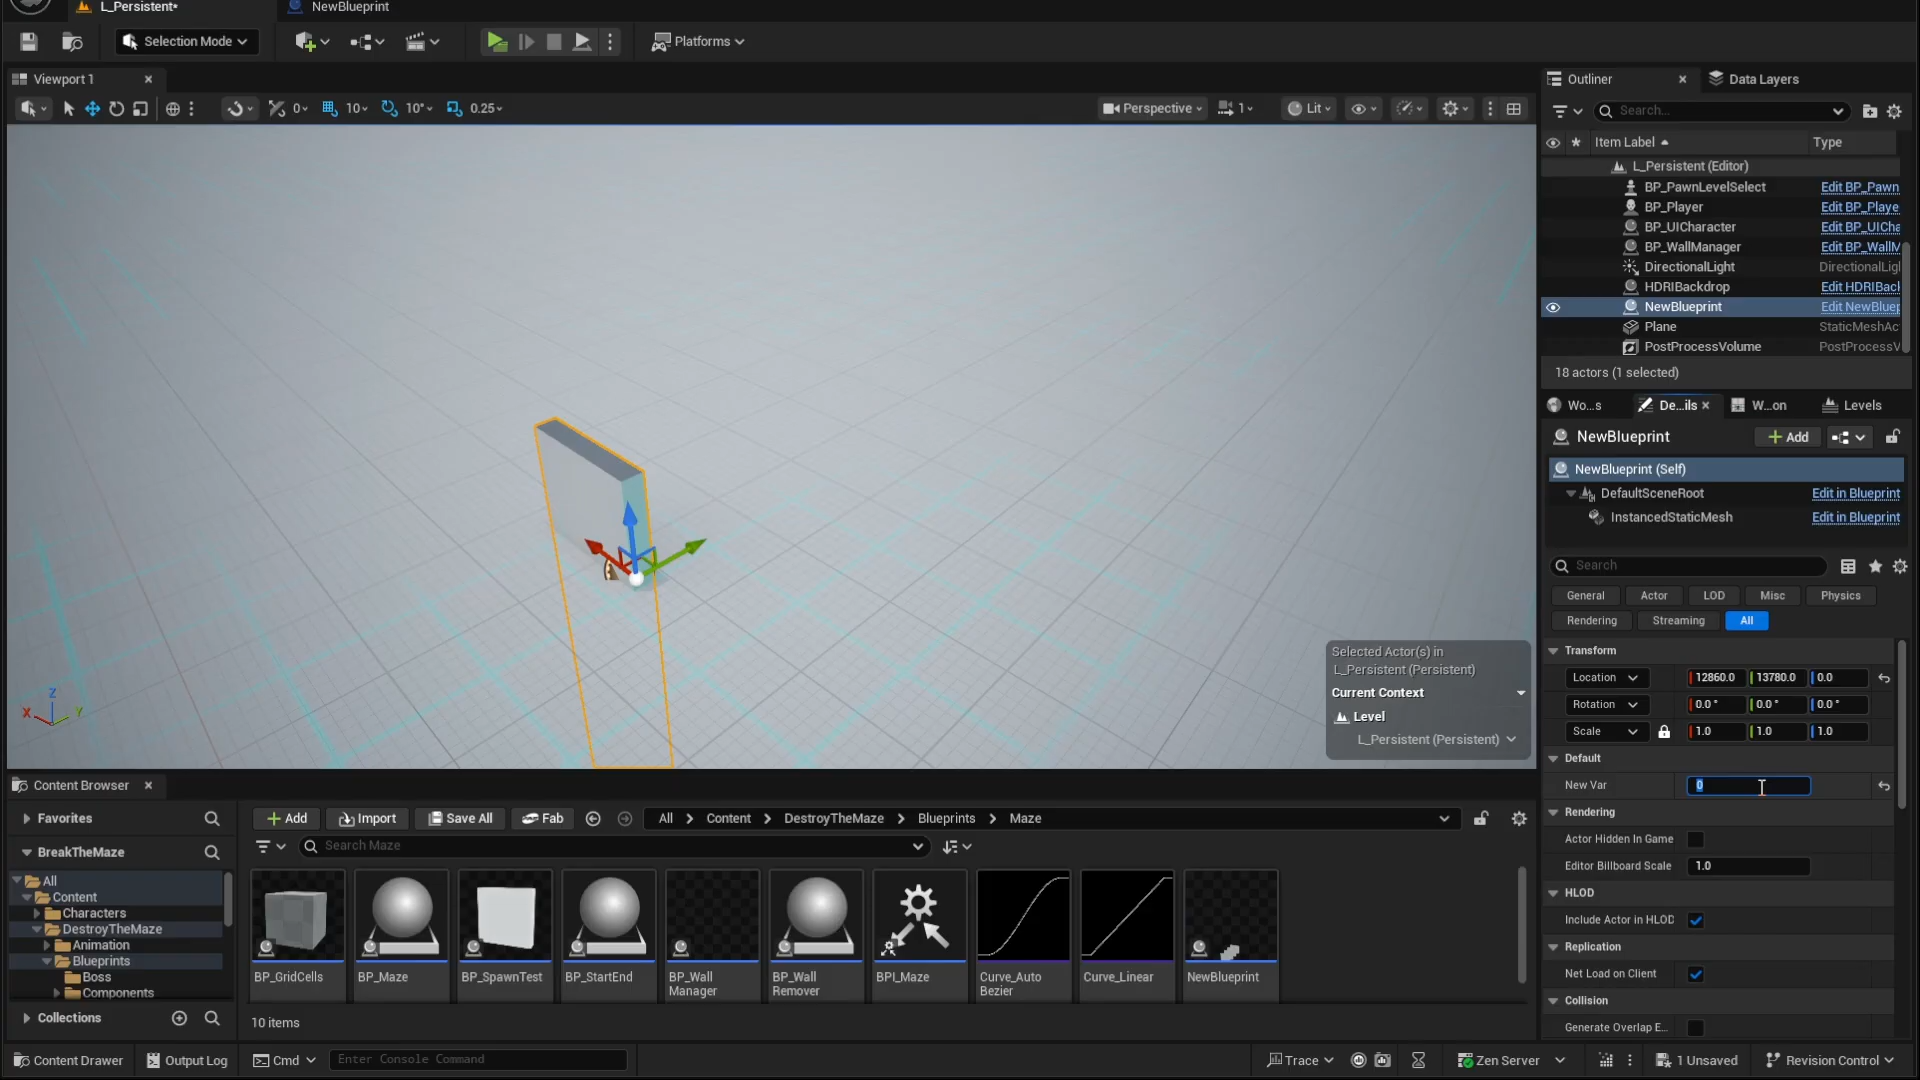 L_Persistent*
NewBlueprint
Selection Mode
Platforms
Viewport 1
0
10
10°
0.25
Perspective
1
Lit
Outliner
Data Layers
Search...
Item Label
Type
L_Persistent (Editor)
BP_PawnLevelSelect
Edit BP_Pawn
BP_Player
Edit BP_Playe
BP_UICharacter
Edit BP_UICha
BP_WallManager
Edit BP_WallM
DirectionalLight
DirectionalLig
HDRIBackdrop
Edit HDRIBack
NewBlueprint
Edit NewBluep
Plane
StaticMeshAc
PostProcessVolume
PostProcessV
18 actors (1 selected)
Wo...s
De...ils
W...on
Levels
NewBlueprint
Add
NewBlueprint (Self)
DefaultSceneRoot
Edit in Blueprint
InstancedStaticMesh
Edit in Blueprint
Search
General
Actor
LOD
Misc
Physics
Rendering
Streaming
All
Transform
Location
12860.0
13780.0
0.0
Rotation
0.0 °
0.0 °
0.0 °
Scale
1.0
1.0
1.0
Default
New Var
0
Rendering
Actor Hidden In Game
Editor Billboard Scale
1.0
HLOD
Include Actor in HLOD
Replication
Net Load on Client
Collision
Generate Overlap E...
Selected Actor(s) in
L_Persistent (Persistent)
Current Context
Level
L_Persistent (Persistent)
Z
X
Y
Content Browser
Favorites
BreakTheMaze
All
Content
Characters
DestroyTheMaze
Animation
Blueprints
Boss
Components
Collections
Add
Import
Save All
Fab
All
Content
DestroyTheMaze
Blueprints
Maze
Search Maze
BP_GridCells
BP_Maze
BP_SpawnTest
BP_StartEnd
BP_Wall
Manager
BP_Wall
Remover
BPI_Maze
Curve_Auto
Bezier
Curve_Linear
NewBlueprint
10 items
Content Drawer
Output Log
Cmd
Enter Console Command
Trace
Zen Server
1 Unsaved
Revision Control